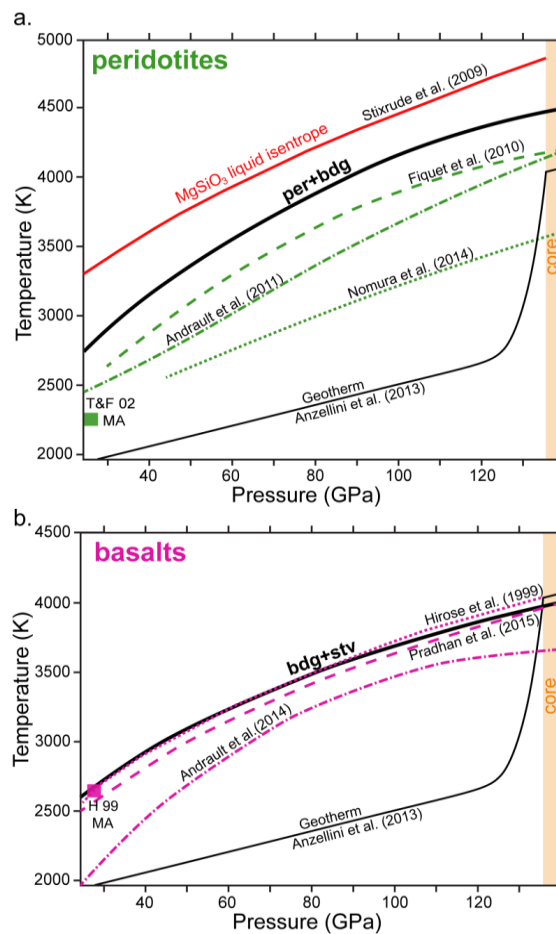 a.
peridotites
5000
4500
4000
3500
3000
2500
2000
Temperature (K)
Stixrude et al. (2009)
MgSiO3 liquid isentrope
per+bdg
Fiquet et al. (2010)
Andrault et al. (2011)
Nomura et al. (2014)
T&F 02
MA
Geotherm
Anzellini et al. (2013)
core
40 60 80 100 120
Pressure (GPa)
b.
basalts
4500
4000
3500
3000
2500
2000
Temperature (K)
Hirose et al. (1999)
bdg+stv
Pradhan et al. (2015)
Andrault et al.(2014)
H 99
MA
Geotherm
Anzellini et al. (2013)
core
40 60 80 100 120
Pressure (GPa)